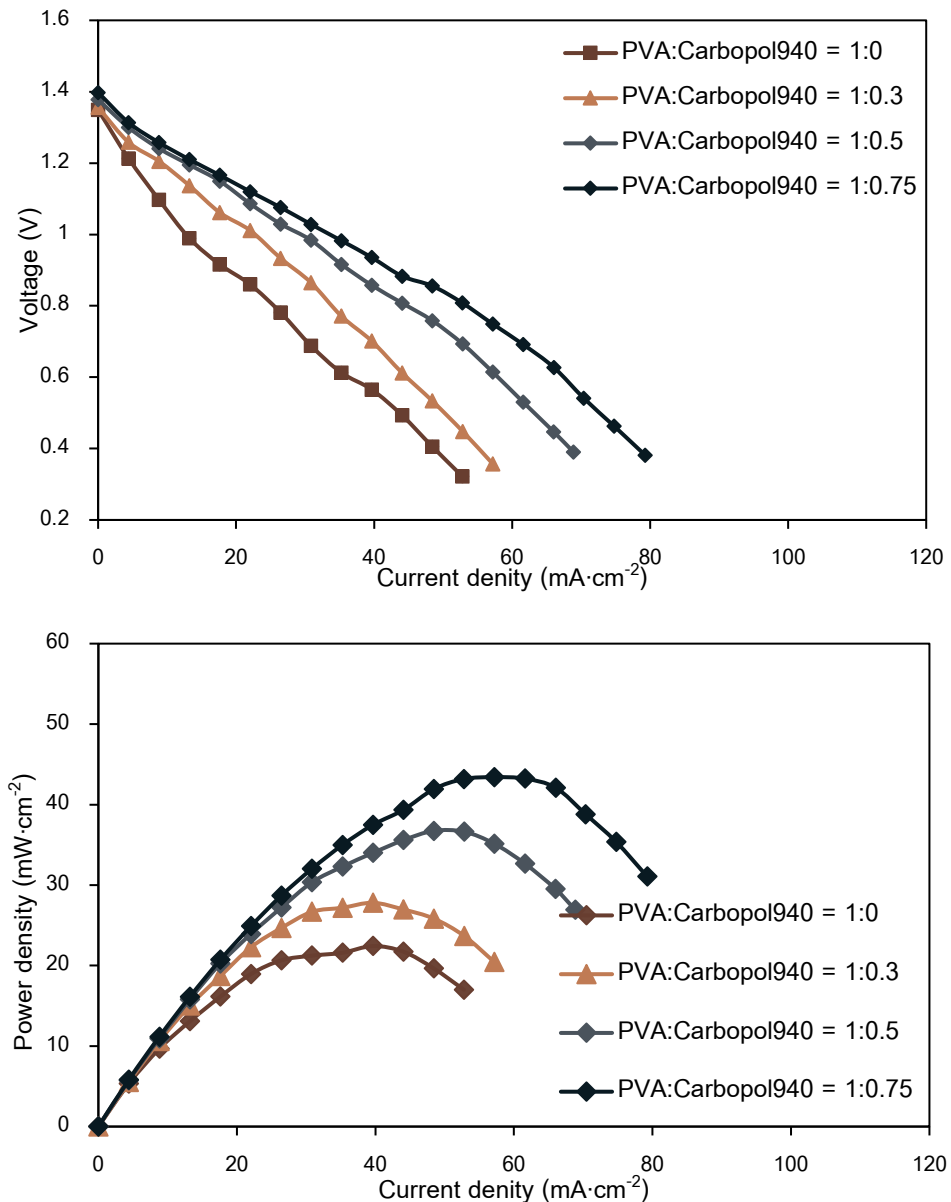 1.6
1.4
1.2
1
0.8
0.6
0.4
0.2
Voltage (V)
PVA:Carbopol940 = 1:0
PVA:Carbopol940 = 1:0.3
PVA:Carbopol940 = 1:0.5
PVA:Carbopol940 = 1:0.75
0 20 40 60 80 100 120
Current denity (mA·cm-2)
60
50
40
30
20
10
0
Power density (mW·cm-2)
PVA:Carbopol940 = 1:0
PVA:Carbopol940 = 1:0.3
PVA:Carbopol940 = 1:0.5
PVA:Carbopol940 = 1:0.75
0 20 40 60 80 100 120
Current denity (mA·cm-2)